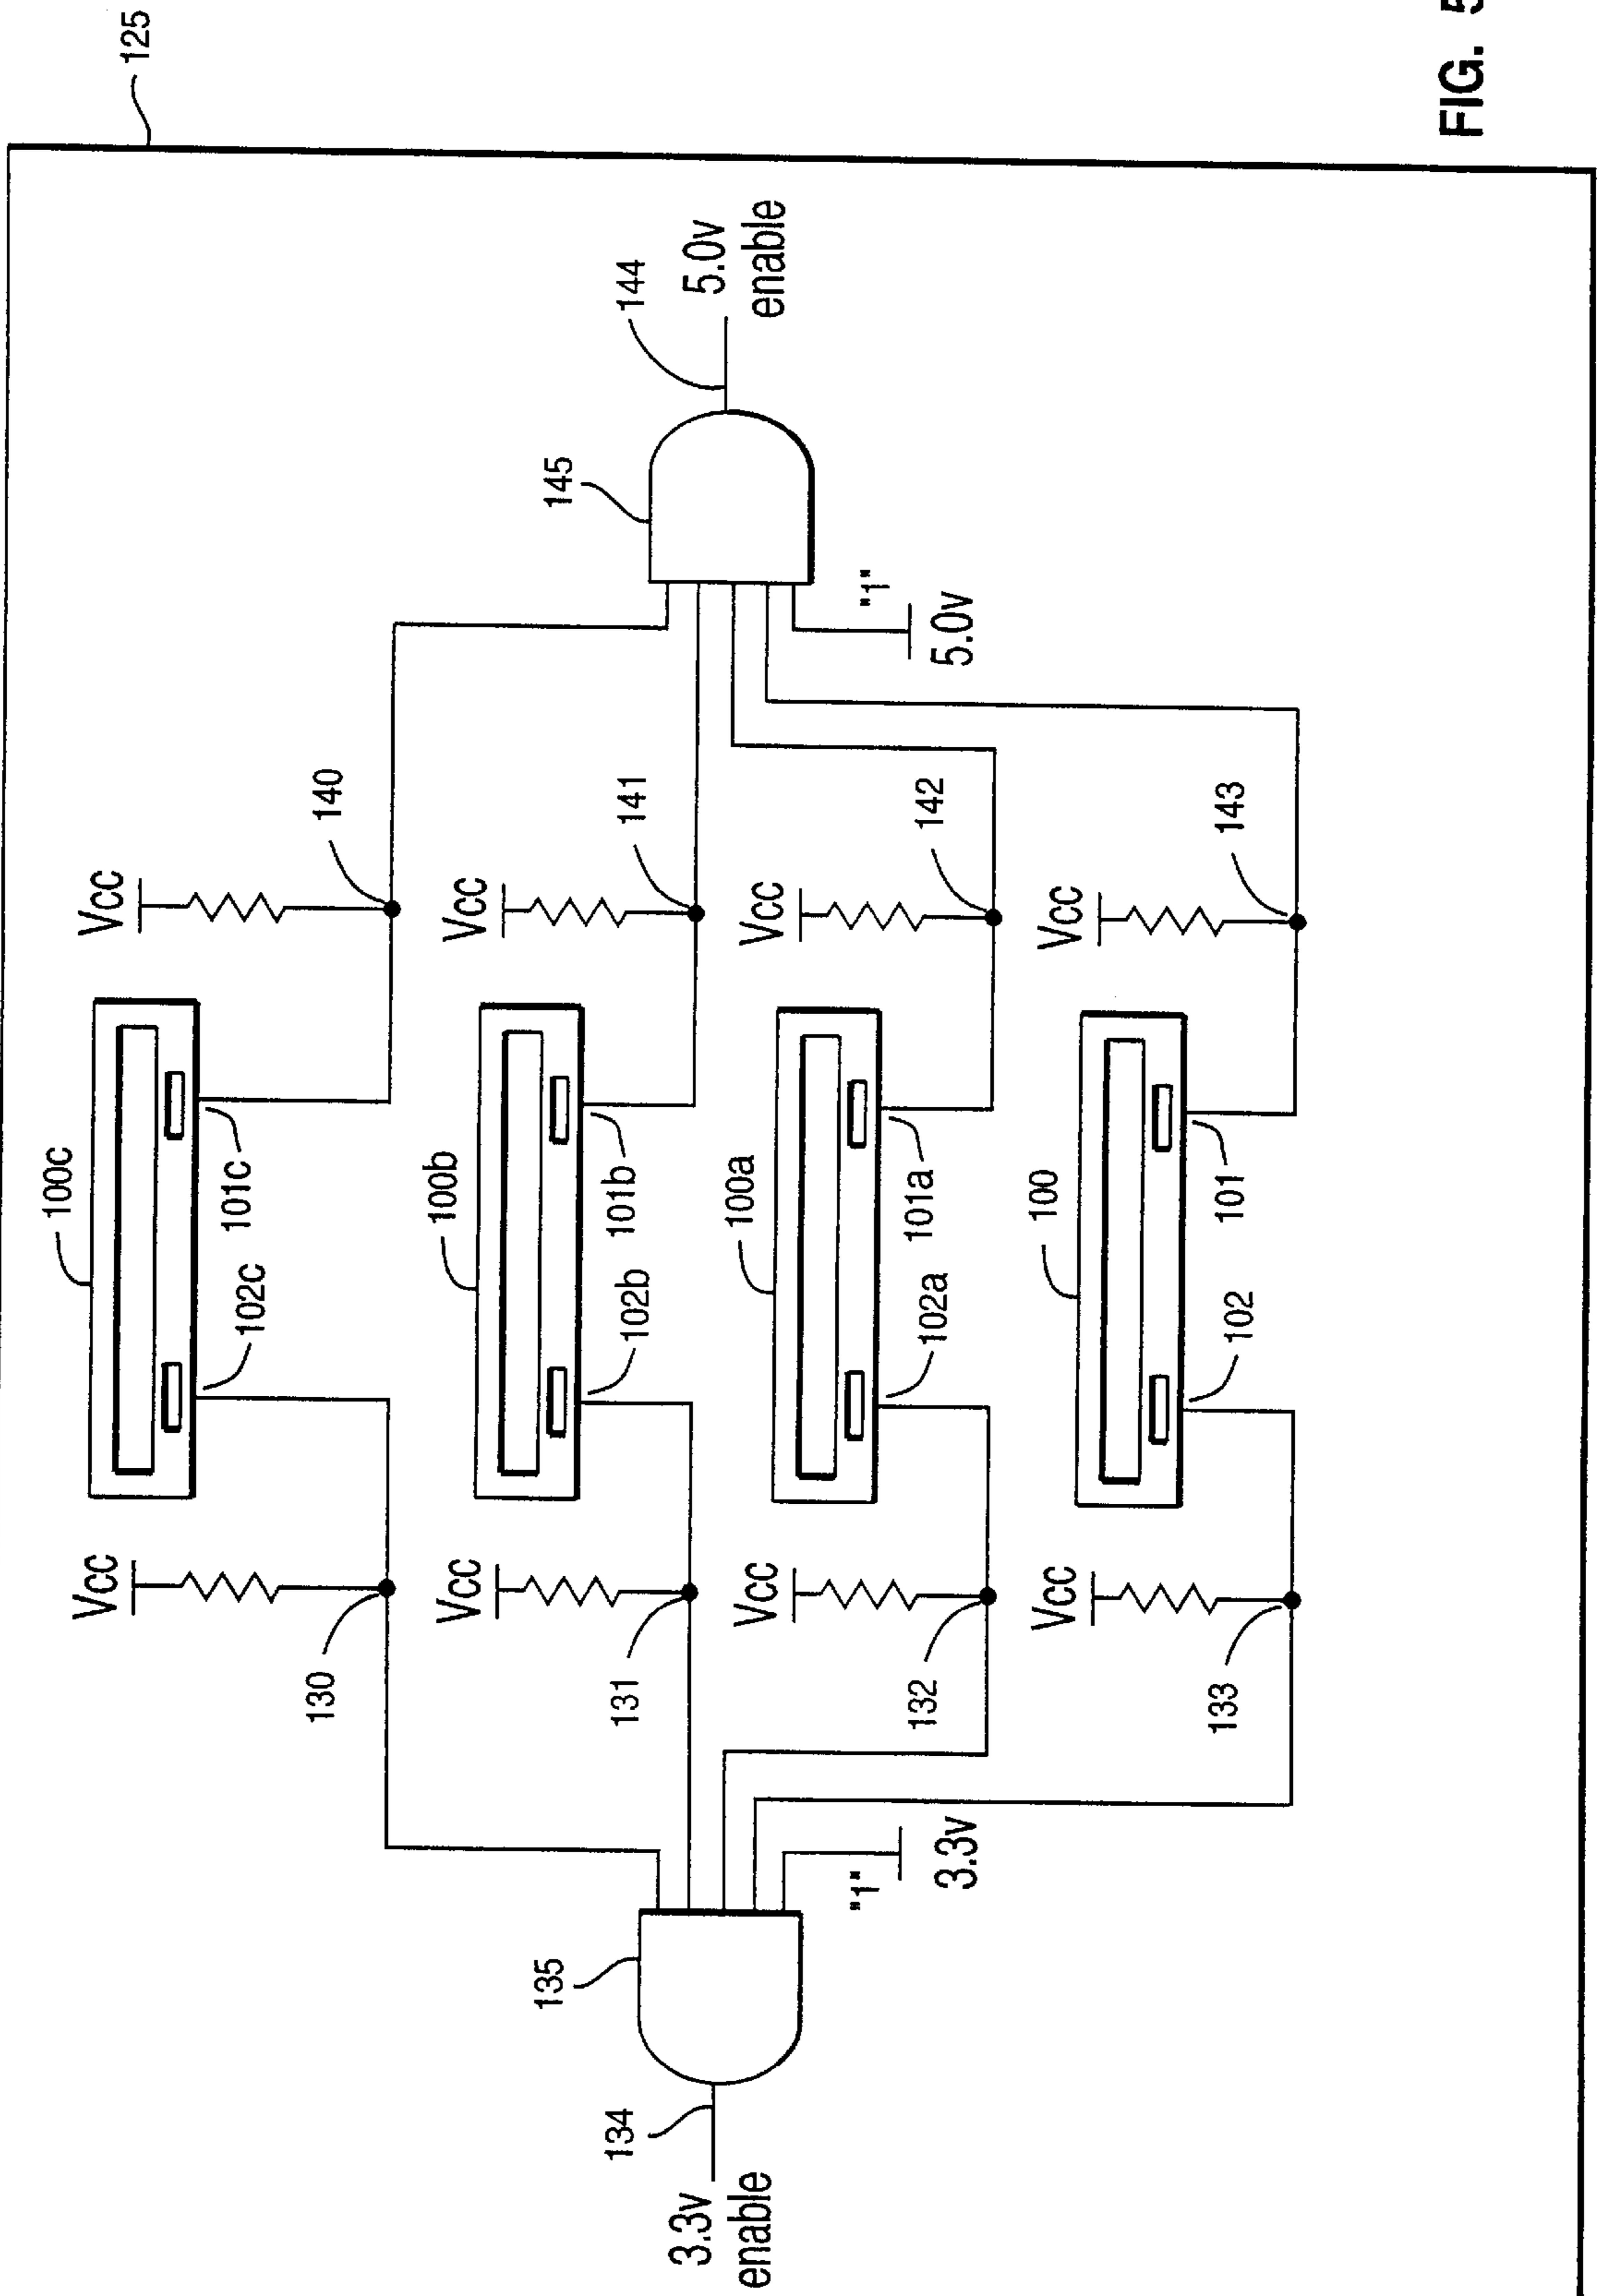 125
Vcc
Vcc
130
140
100c
102c
101c
Vcc
Vcc
131
141
100b
102b
101b
3.3v
enable
134
135
145
144
5.0v
enable
Vcc
Vcc
132
142
100a
102a
101a
"1"
3.3v
"1"
5.0v
Vcc
Vcc
133
143
100
102
101
FIG. 5